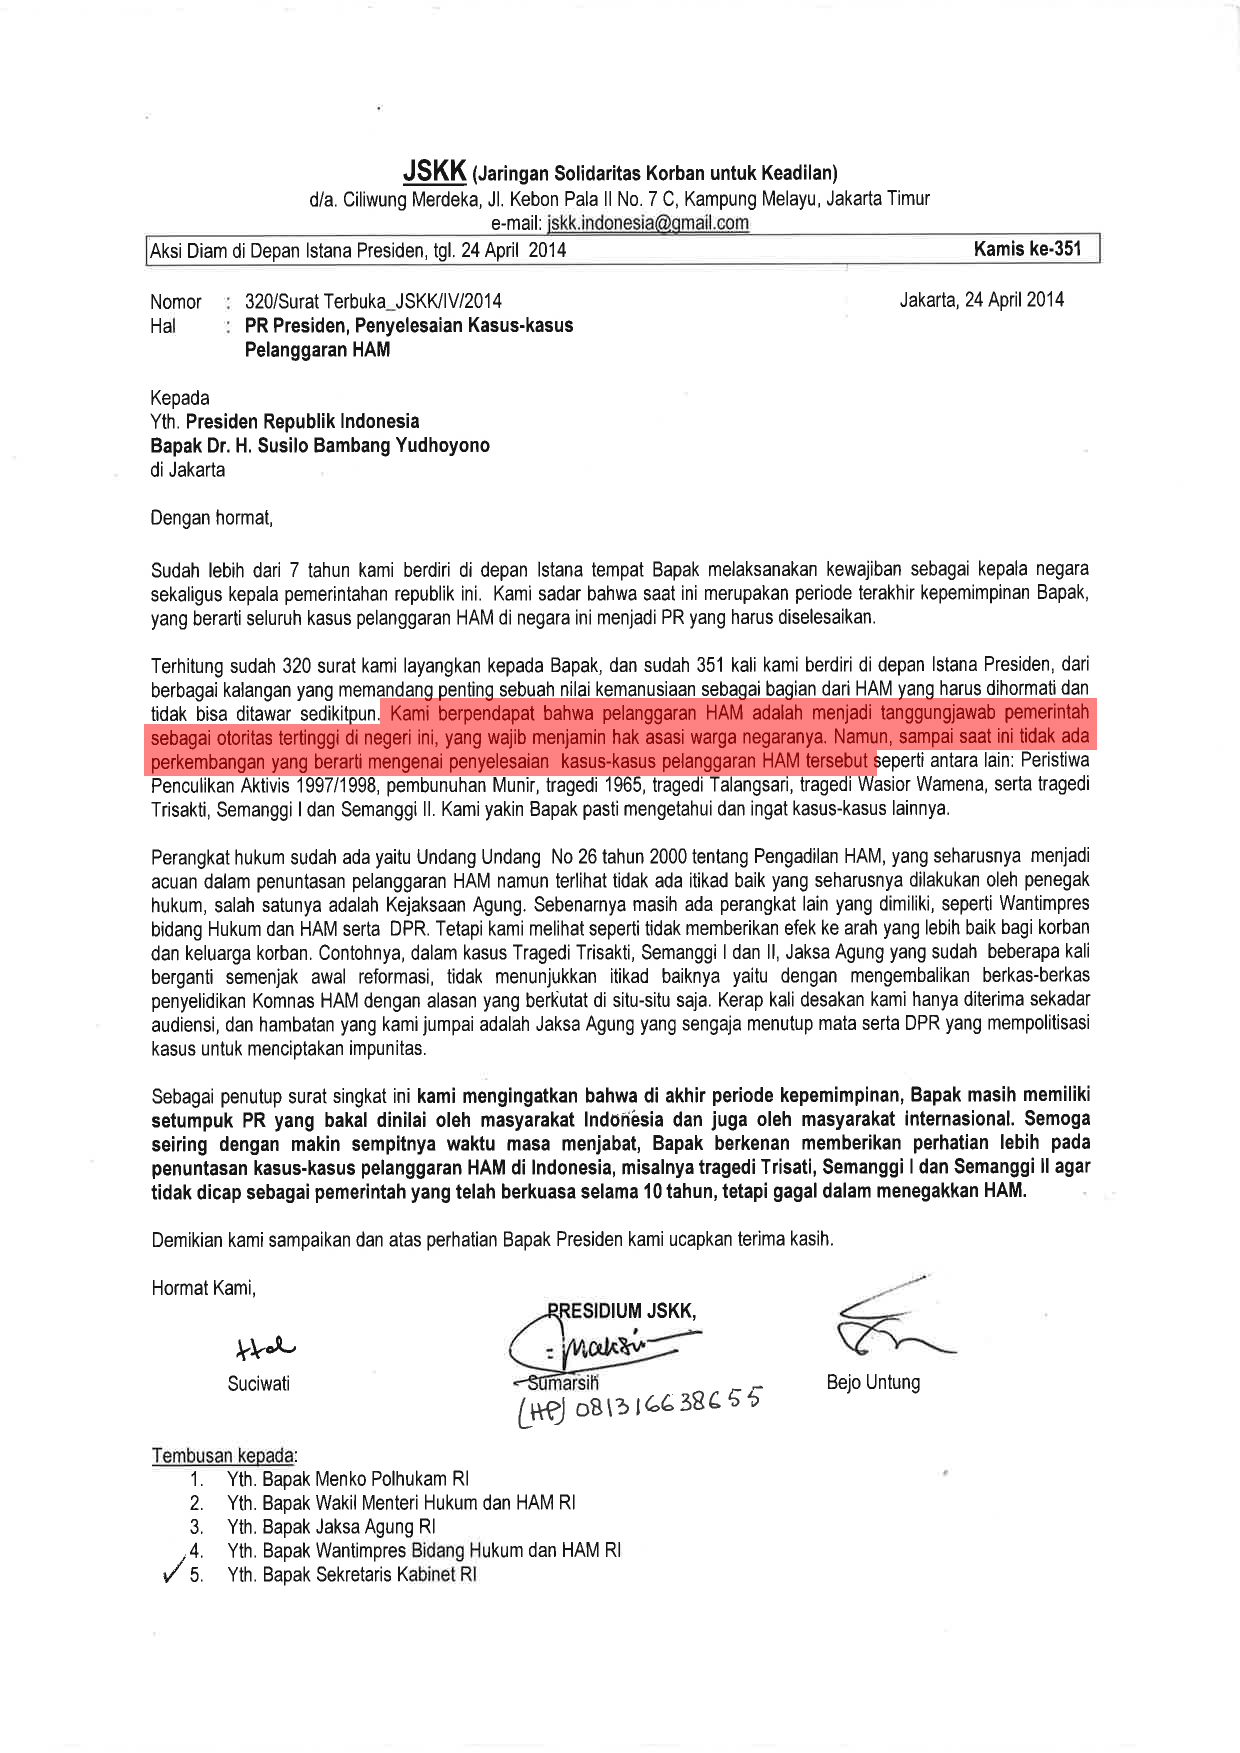 JSKK (Jaringan Solidaritas Korban untuk Keadilan)
d/a. Ciliwung Merdeka, Jl. Kebon Pala II No. 7 C, Kampung Melayu, Jakarta Timur
e-mail: jskk.indonesia@gmail.com
Aksi Diam di Depan Istana Presiden, tgl. 24 April 2014 Kamis ke-351
Nomor : 320/Surat Terbuka_JSKK/IV/2014 Jakarta, 24 April 2014
Hal : PR Presiden, Penyelesaian Kasus-kasus
Pelanggaran HAM
Kepada
Yth. Presiden Republik Indonesia
Bapak Dr. H. Susilo Bambang Yudhoyono
di Jakarta
Dengan hormat,
Sudah lebih dari 7 tahun kami berdiri di depan Istana tempat Bapak melaksanakan kewajiban sebagai kepala negara
sekaligus kepala pemerintahan republik ini. Kami sadar bahwa saat ini merupakan periode terakhir kepemimpinan Bapak,
yang berarti seluruh kasus pelanggaran HAM di negara ini menjadi PR yang harus diselesaikan.
Terhitung sudah 320 surat kami layangkan kepada Bapak, dan sudah 351 kali kami berdiri di depan Istana Presiden, dari
berbagai kalangan yang memandang penting sebuah nilai kemanusiaan sebagai bagian dari HAM yang harus dihormati dan
tidak bisa ditawar sedikitpun. Kami berpendapat bahwa pelanggaran HAM adalah menjadi tanggungjawab pemerintah
sebagai otoritas tertinggi di negeri ini, yang wajib menjamin hak asasi warga negaranya. Namun, sampai saat ini tidak ada
perkembangan yang berarti mengenai penyelesaian kasus-kasus pelanggaran HAM tersebut seperti antara lain: Peristiwa
Penculikan Aktivis 1997/1998, pembunuhan Munir, tragedi 1965, tragedi Talangsari, tragedi Wasior Wamena, serta tragedi
Trisakti, Semanggi I dan Semanggi II. Kami yakin Bapak pasti mengetahui dan ingat kasus-kasus lainnya.
Perangkat hukum sudah ada yaitu Undang Undang No 26 tahun 2000 tentang Pengadilan HAM, yang seharusnya menjadi
acuan dalam penuntasan pelanggaran HAM namun terlihat tidak ada itikad baik yang seharusnya dilakukan oleh penegak
hukum, salah satunya adalah Kejaksaan Agung. Sebenarnya masih ada perangkat lain yang dimiliki, seperti Wantimpres
bidang Hukum dan HAM serta DPR. Tetapi kami melihat seperti tidak memberikan efek ke arah yang lebih baik bagi korban
dan keluarga korban. Contohnya, dalam kasus Tragedi Trisakti, Semanggi I dan II, Jaksa Agung yang sudah beberapa kali
berganti semenjak awal reformasi, tidak menunjukkan itikad baiknya yaitu dengan mengembalikan berkas-berkas
penyelidikan Komnas HAM dengan alasan yang berkutat di situ-situ saja. Kerap kali desakan kami hanya diterima sekadar
audiensi, dan hambatan yang kami jumpai adalah Jaksa Agung yang sengaja menutup mata serta DPR yang mempolitisasi
kasus untuk menciptakan impunitas.
Sebagai penutup surat singkat ini kami mengingatkan bahwa di akhir periode kepemimpinan, Bapak masih memiliki
setumpuk PR yang bakal dinilai oleh masyarakat Indonesia dan juga oleh masyarakat internasional. Semoga
seiring dengan makin sempitnya waktu masa menjabat, Bapak berkenan memberikan perhatian lebih pada
penuntasan kasus-kasus pelanggaran HAM di Indonesia, misalnya tragedi Trisati, Semanggi I dan Semanggi II agar
tidak dicap sebagai pemerintah yang telah berkuasa selama 10 tahun, tetapi gagal dalam menegakkan HAM.
Demikian kami sampaikan dan atas perhatian Bapak Presiden kami ucapkan terima kasih.
Hormat Kami,
PRESIDIUM JSKK,
Suciwati Sumarsih Bejo Untung
(HP) 081316638655
Tembusan kepada:
1. Yth. Bapak Menko Polhukam RI
2. Yth. Bapak Wakil Menteri Hukum dan HAM RI
3. Yth. Bapak Jaksa Agung RI
4. Yth. Bapak Wantimpres Bidang Hukum dan HAM RI
✓ 5. Yth. Bapak Sekretaris Kabinet RI